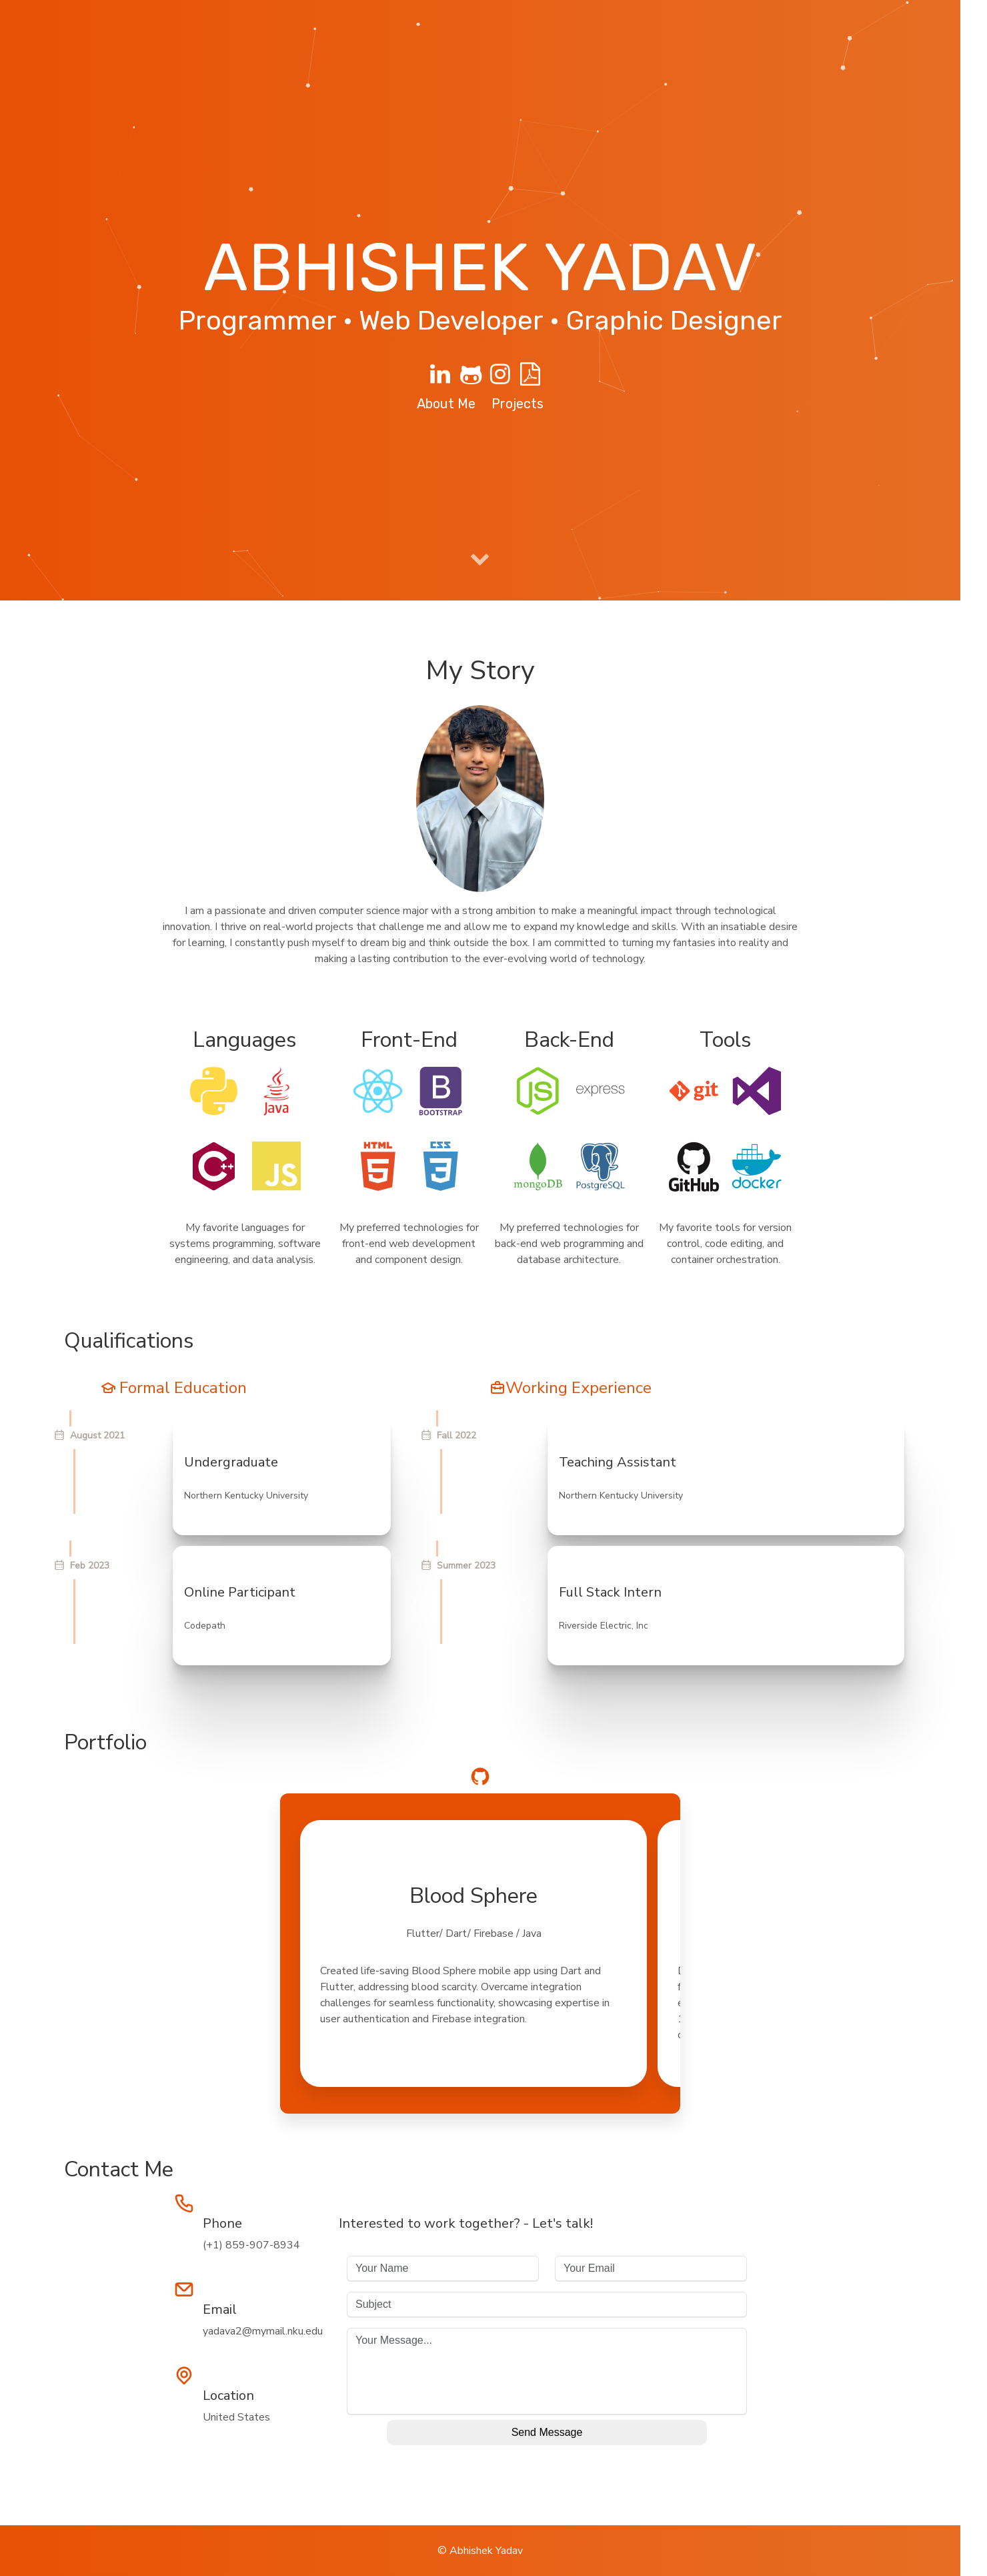 ABHISHEK YADAV
Programmer • Web Developer • Graphic Designer
in
About Me Projects
My Story
I am a passionate and driven computer science major with a strong ambition to make a meaningful impact through technological
innovation. I thrive on real-world projects that challenge me and allow me to expand my knowledge and skills. With an insatiable desire
for learning, I constantly push myself to dream big and think outside the box. I am committed to turning my fantasies into reality and
making a lasting contribution to the ever-evolving world of technology.
Languages
Java
C++
JS
My favorite languages for
systems programming, software
engineering, and data analysis.
Front-End
B
BOOTSTRAP
HTML
5
CSS
3
My preferred technologies for
front-end web development
and component design.
Back-End
JS
express
mongoDB
PostgreSQL
My preferred technologies for
back-end web programming and
database architecture.
Tools
git
GitHub
docker
My favorite tools for version
control, code editing, and
container orchestration.
Qualifications
Formal Education
August 2021
Undergraduate
Northern Kentucky University
Feb 2023
Online Participant
Codepath
Working Experience
Fall 2022
Teaching Assistant
Northern Kentucky University
Summer 2023
Full Stack Intern
Riverside Electric, Inc
Portfolio
Blood Sphere
Flutter/ Dart/ Firebase / Java
Created life-saving Blood Sphere mobile app using Dart and
Flutter, addressing blood scarcity. Overcame integration
challenges for seamless functionality, showcasing expertise in
user authentication and Firebase integration.
Contact Me
Phone
(+1) 859-907-8934
Email
yadava2@mymail.nku.edu
Location
United States
Interested to work together? - Let's talk!
Your Name
Your Email
Subject
Your Message...
Send Message
© Abhishek Yadav